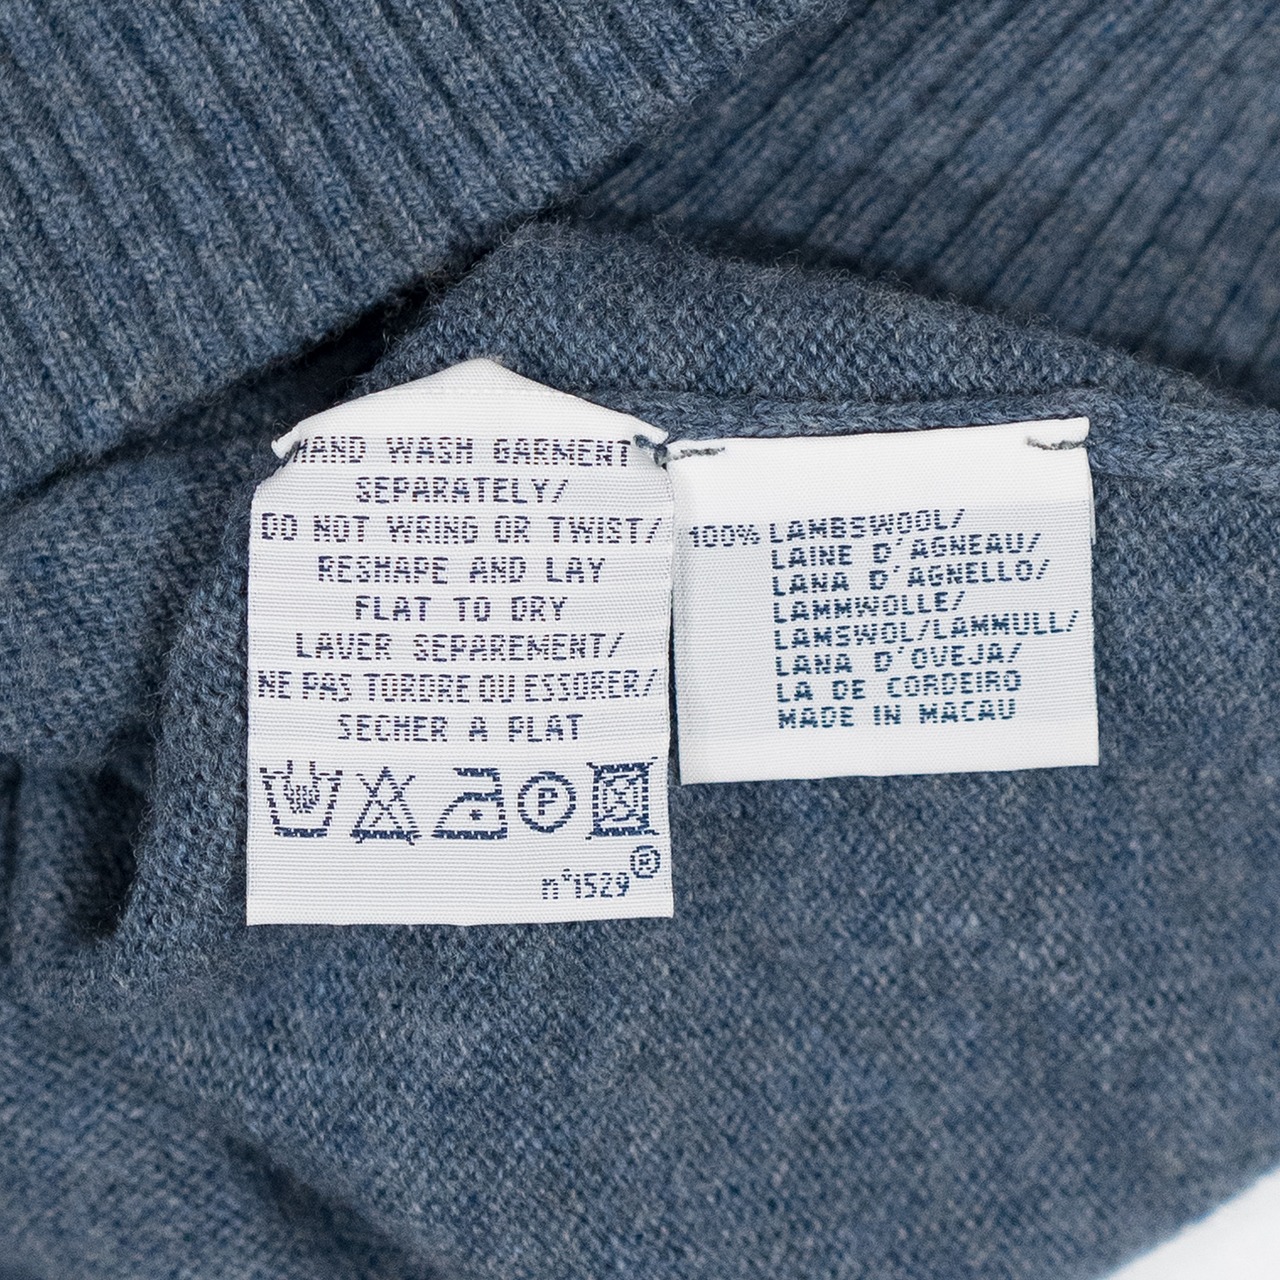 HAND WASH GARMENT
SEPARATELY/
DO NOT WRING OR TWIST/
RESHAPE AND LAY
FLAT TO DRY
LAVER SEPAREMENT/
NE PAS TORDRE OU ESSORER/
SECHER A PLAT
P
n°1529®
100% LAMBSWOOL/
LAINE D'AGNEAU/
LANA D'AGNELLO/
LAMMWOLLE/
LAMSWOL/LAMMULL/
LANA D'OVEJA/
LA DE CORDEIRO
MADE IN MACAU